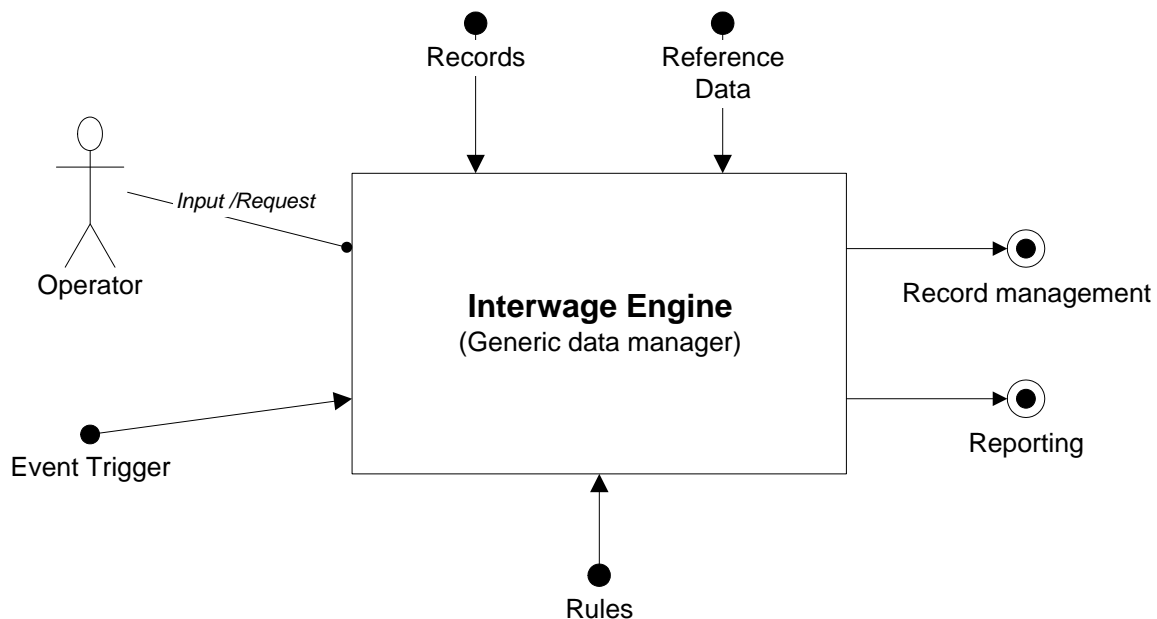 Records
Reference
Data
Input /Request
Operator
Interwage Engine
(Generic data manager)
Record management
Event Trigger
Reporting
Rules